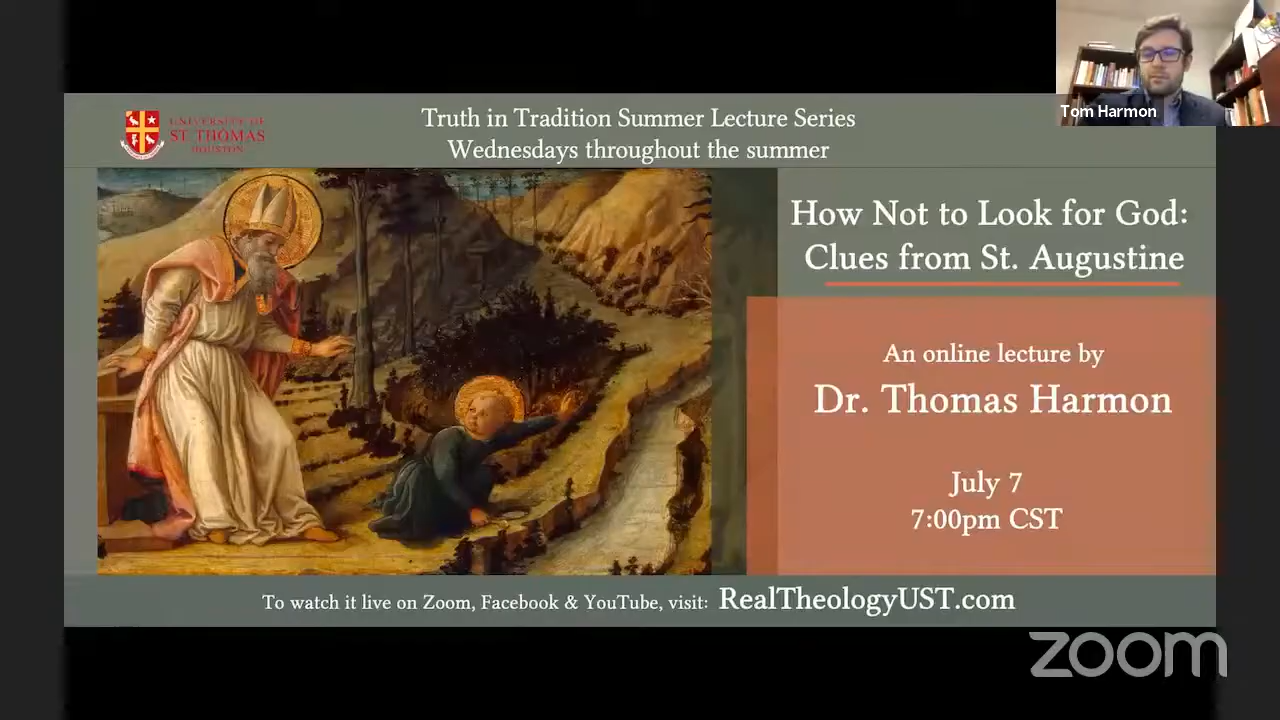 Tom Harmon
UNIVERSITY OF
ST. THOMAS
HOUSTON
Truth in Tradition Summer Lecture Series
Wednesdays throughout the summer
How Not to Look for God:
Clues from St. Augustine
An online lecture by
Dr. Thomas Harmon
July 7
7:00pm CST
To watch it live on Zoom, Facebook & YouTube, visit: RealTheologyUST.com
zoom